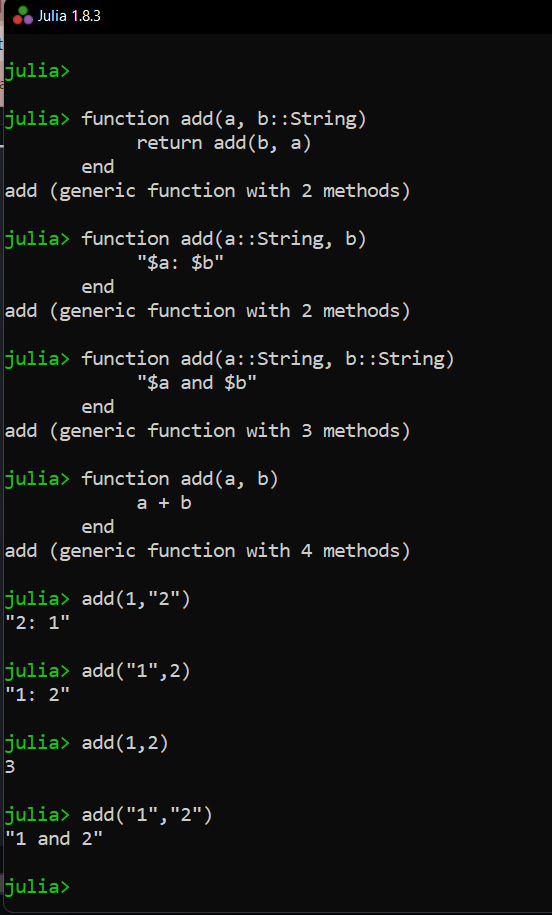 Julia 1.8.3
julia>
julia> function add(a, b::String)
            return add(b, a)
       end
add (generic function with 2 methods)
julia> function add(a::String, b)
            "$a: $b"
       end
add (generic function with 2 methods)
julia> function add(a::String, b::String)
            "$a and $b"
       end
add (generic function with 3 methods)
julia> function add(a, b)
            a + b
       end
add (generic function with 4 methods)
julia> add(1,"2")
"2: 1"
julia> add("1",2)
"1: 2"
julia> add(1,2)
3
julia> add("1","2")
"1 and 2"
julia>